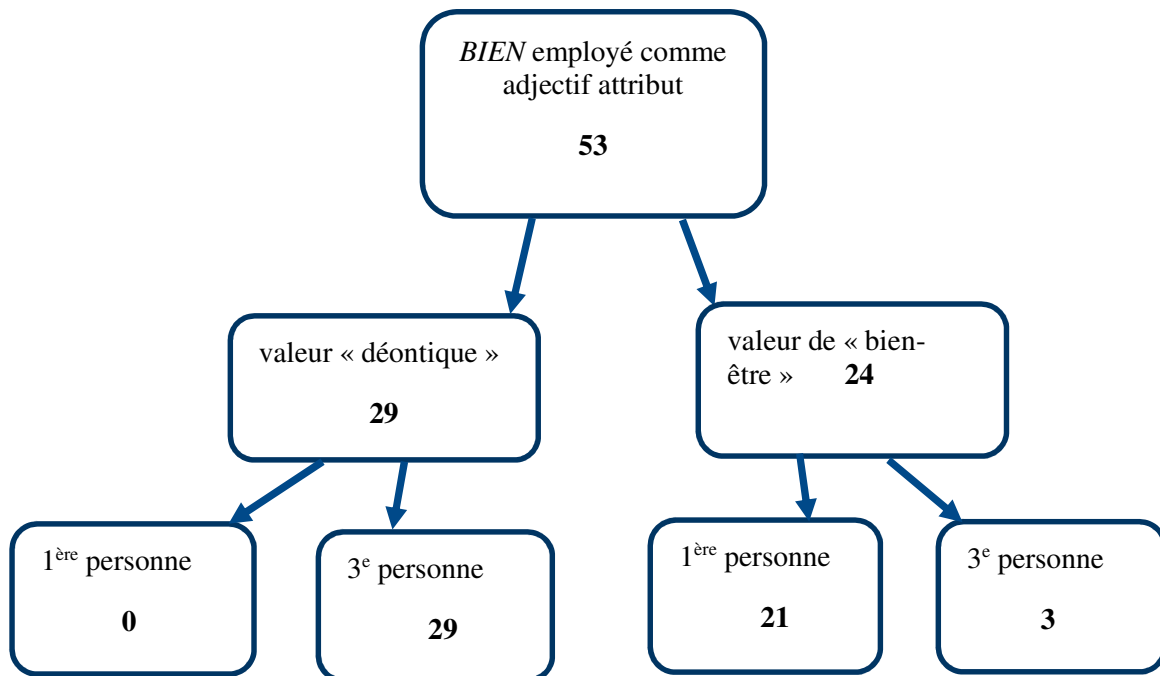 BIEN employé comme
adjectif attribut
53
valeur « déontique »
29
valeur de « bien-
être » 24
1ère personne
0
3e personne
29
1ère personne
21
3e personne
3